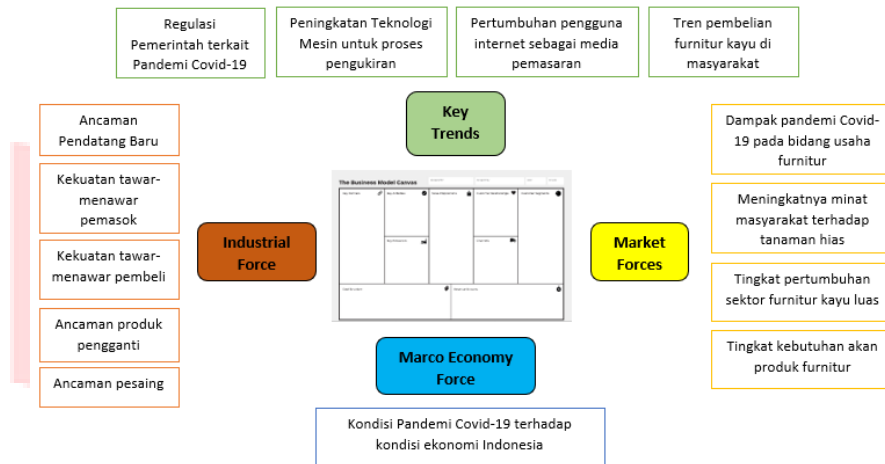 Regulasi
Pemerintah terkait
Pandemi Covid-19
Peningkatan Teknologi
Mesin untuk proses
pengukiran
Pertumbuhan pengguna
internet sebagai media
pemasaran
Tren pembelian
furnitur kayu di
masyarakat
Key
Trends
Ancaman
Pendatang Baru
Kekuatan tawar-
menawar
pemasok
Kekuatan tawar-
menawar pembeli
Ancaman produk
pengganti
Ancaman pesaing
Industrial
Force
The Business Model Canvas
Market
Forces
Dampak pandemi Covid-
19 pada bidang usaha
furnitur
Meningkatnya minat
masyarakat terhadap
tanaman hias
Tingkat pertumbuhan
sektor furnitur kayu luas
Tingkat kebutuhan akan
produk furnitur
Marco Economy
Force
Kondisi Pandemi Covid-19 terhadap
kondisi ekonomi Indonesia